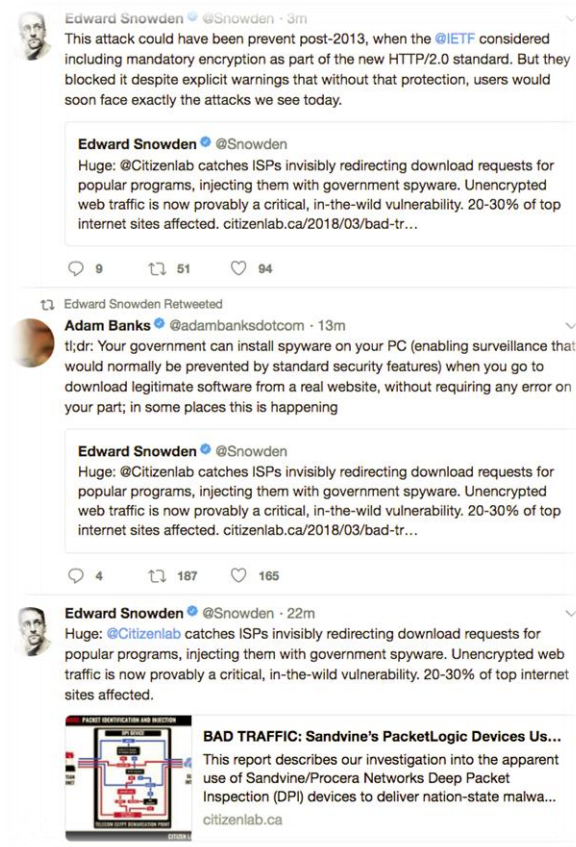 Edward Snowden @Snowden · 3m
This attack could have been prevent post-2013, when the @IETF considered
including mandatory encryption as part of the new HTTP/2.0 standard. But they
blocked it despite explicit warnings that without that protection, users would
soon face exactly the attacks we see today.
Edward Snowden @Snowden
Huge: @Citizenlab catches ISPs invisibly redirecting download requests for
popular programs, injecting them with government spyware. Unencrypted
web traffic is now provably a critical, in-the-wild vulnerability. 20-30% of top
internet sites affected. citizenlab.ca/2018/03/bad-tr...
9 51 94
Edward Snowden Retweeted
Adam Banks @adambanksdotcom · 13m
tl;dr: Your government can install spyware on your PC (enabling surveillance that
would normally be prevented by standard security features) when you go to
download legitimate software from a real website, without requiring any error on
your part; in some places this is happening
Edward Snowden @Snowden
Huge: @Citizenlab catches ISPs invisibly redirecting download requests for
popular programs, injecting them with government spyware. Unencrypted
web traffic is now provably a critical, in-the-wild vulnerability. 20-30% of top
internet sites affected. citizenlab.ca/2018/03/bad-tr...
4 187 165
Edward Snowden @Snowden · 22m
Huge: @Citizenlab catches ISPs invisibly redirecting download requests for
popular programs, injecting them with government spyware. Unencrypted web
traffic is now provably a critical, in-the-wild vulnerability. 20-30% of top internet
sites affected.
PACKET IDENTIFICATION AND INJECTION
DPI DEVICE
TELECOM EGYPT DEMARCATION POINT
BAD TRAFFIC: Sandvine's PacketLogic Devices Us...
This report describes our investigation into the apparent
use of Sandvine/Procera Networks Deep Packet
Inspection (DPI) devices to deliver nation-state malwa...
citizenlab.ca